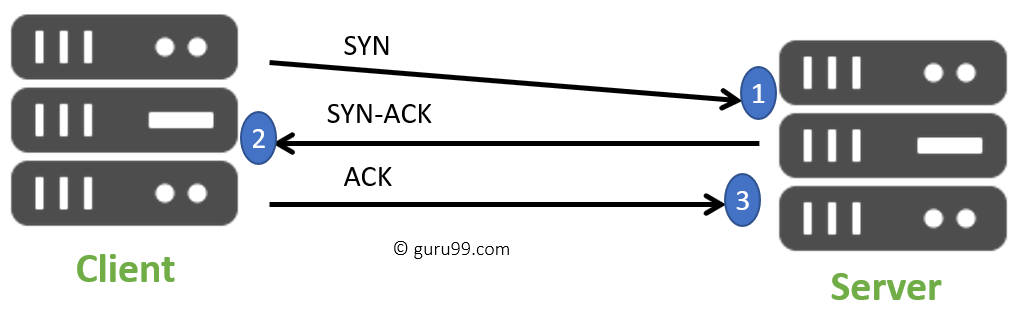 SYN
1
SYN-ACK
2
ACK
3
© guru99.com
Client
Server